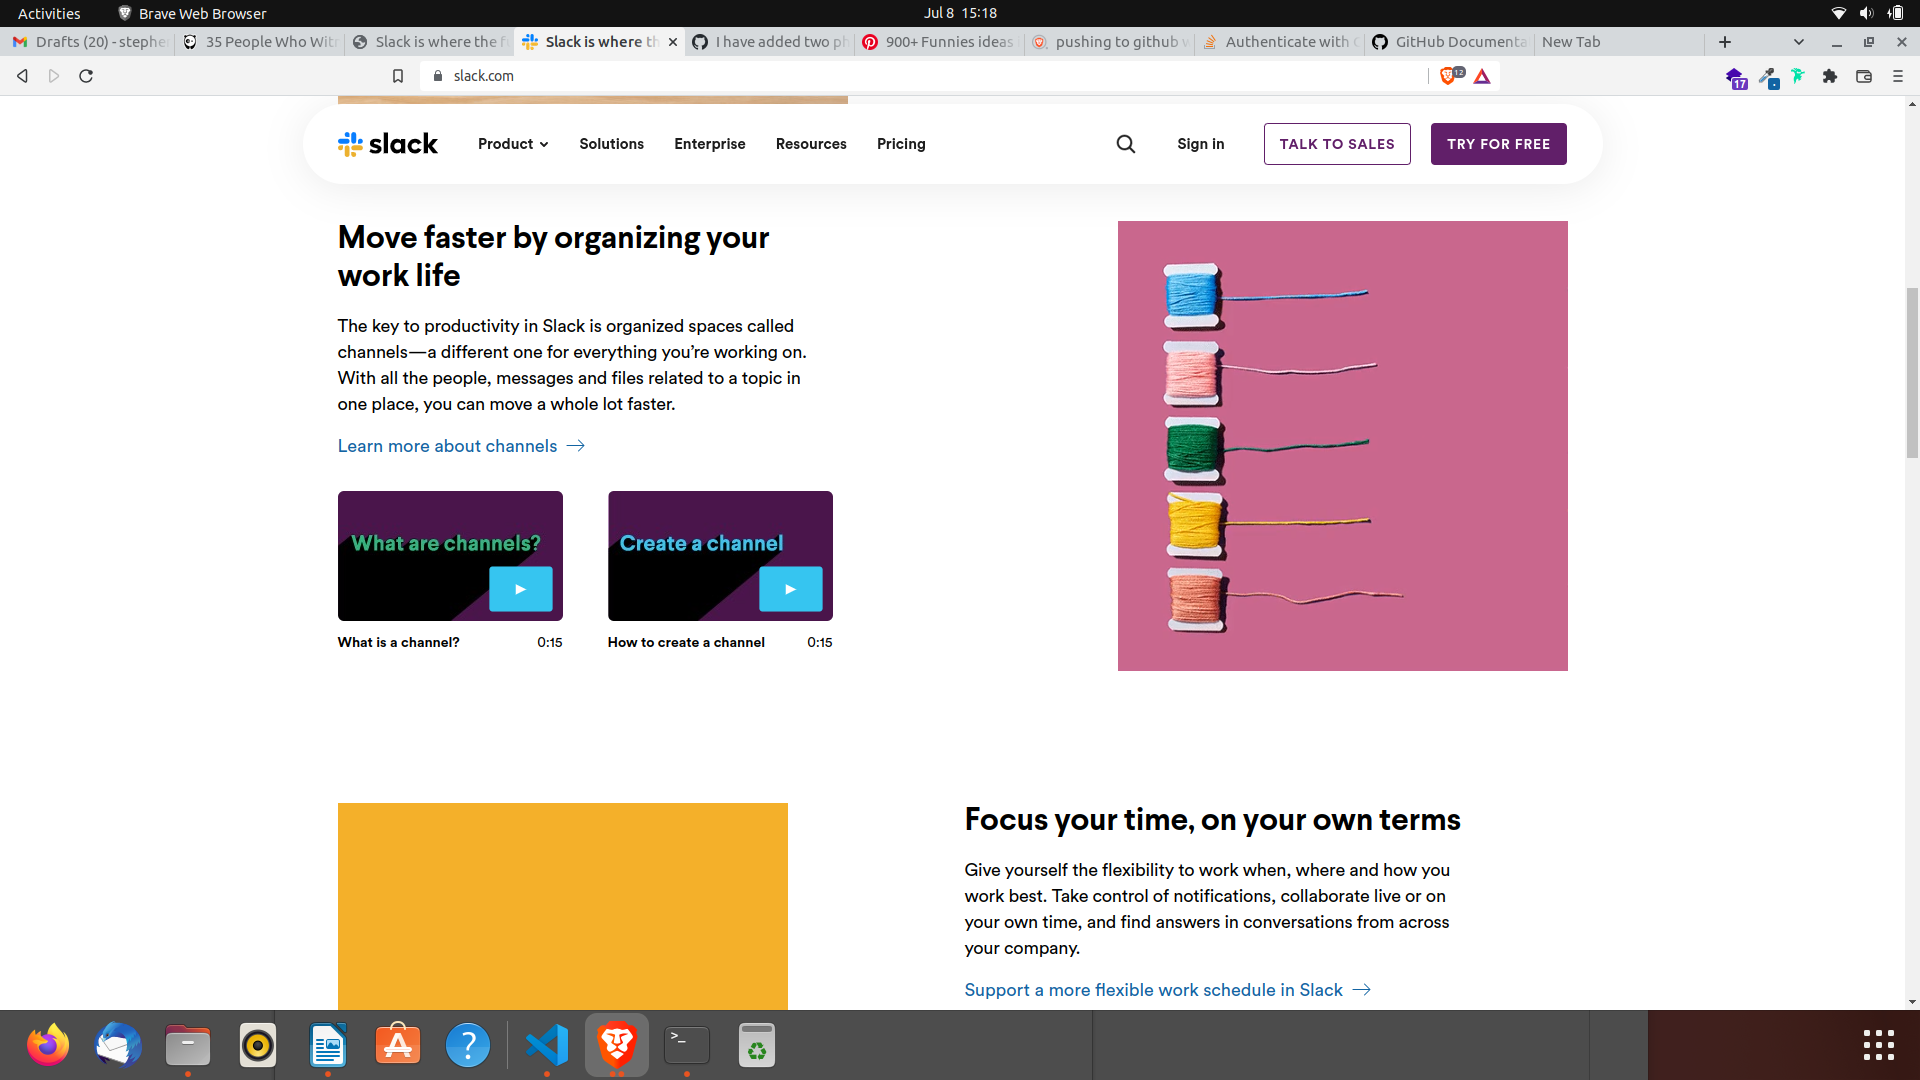 Activities
Brave Web Browser
Jul 8 15:18
Drafts (20) - stephe
35 People Who Wit
Slack is where the f
Slack is where th
I have added two ph
900+ Funnies ideas
pushing to github
Authenticate with
GitHub Documenta
New Tab
slack.com
12
17
slack
Product
Solutions
Enterprise
Resources
Pricing
Sign in
TALK TO SALES
TRY FOR FREE
Move faster by organizing your
work life
The key to productivity in Slack is organized spaces called
channels—a different one for everything you’re working on.
With all the people, messages and files related to a topic in
one place, you can move a whole lot faster.
Learn more about channels
What are channels?
Create a channel
What is a channel?
0:15
How to create a channel
0:15
Focus your time, on your own terms
Give yourself the flexibility to work when, where and how you
work best. Take control of notifications, collaborate live or on
your own time, and find answers in conversations from across
your company.
Support a more flexible work schedule in Slack